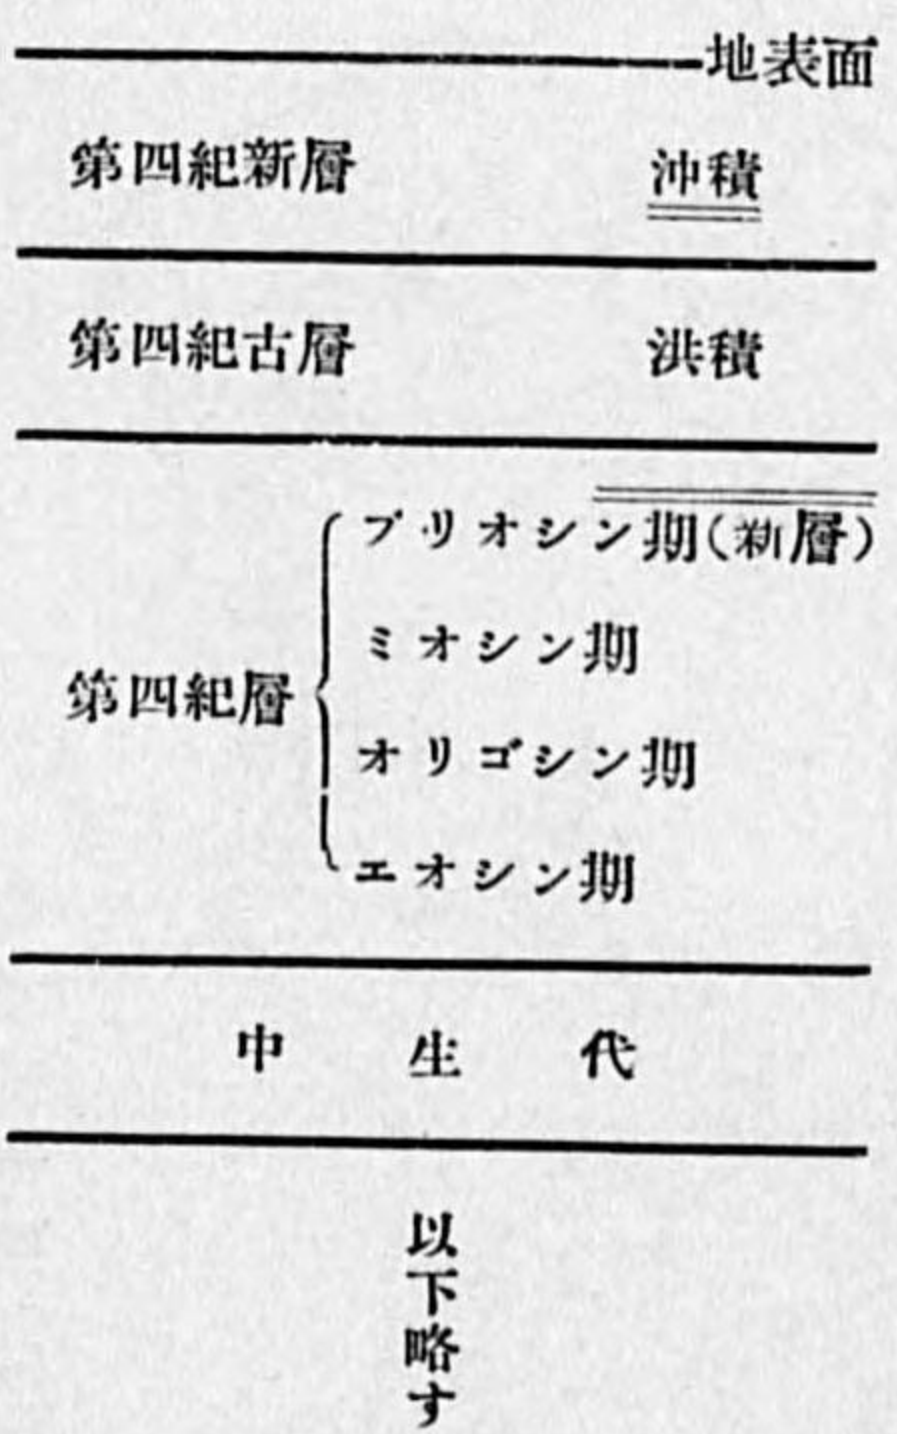 地表面
第四紀新層 沖積
第四紀古層 洪積
第四紀層
プリオシン期(新層)
ミオシン期
オリゴシン期
エオシン期
中生代
以下略す